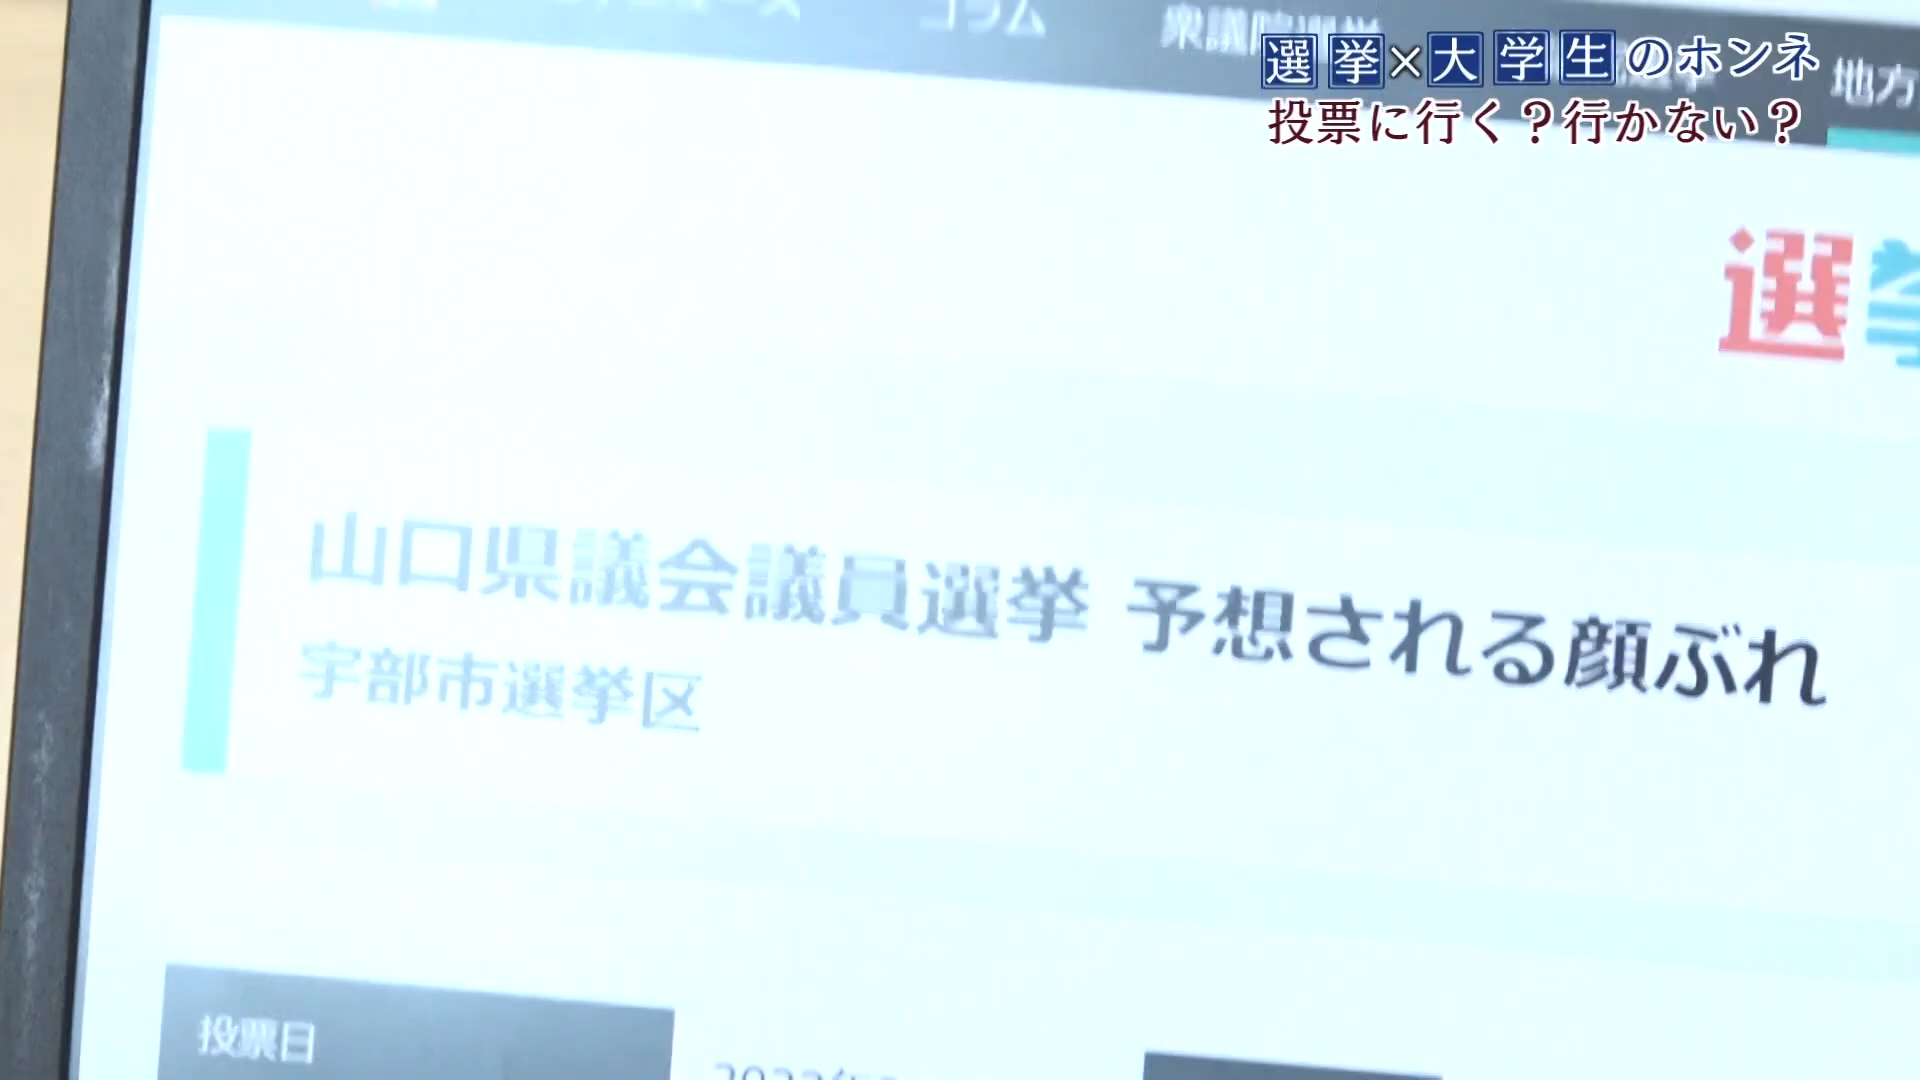 コラム
衆議院選挙
地方
選挙×大学生のホンネ
投票に行く？行かない？
選挙
山口県議会議員選挙 予想される顔ぶれ
宇部市選挙区
投票日